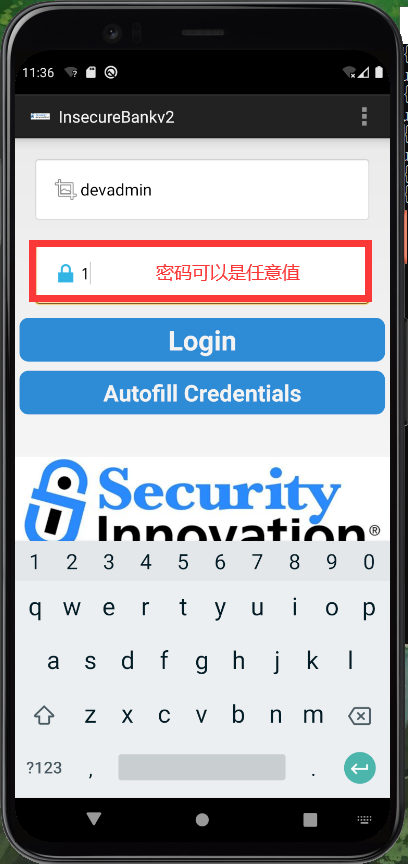 11:36
InsecureBankv2
devadmin
1 密码可以是任意值
Login
Autofill Credentials
Security
Innovation®
1 2 3 4 5 6 7 8 9 0
q w e r t y u i o p
a s d f g h j k l
z x c v b n m
?123 , .